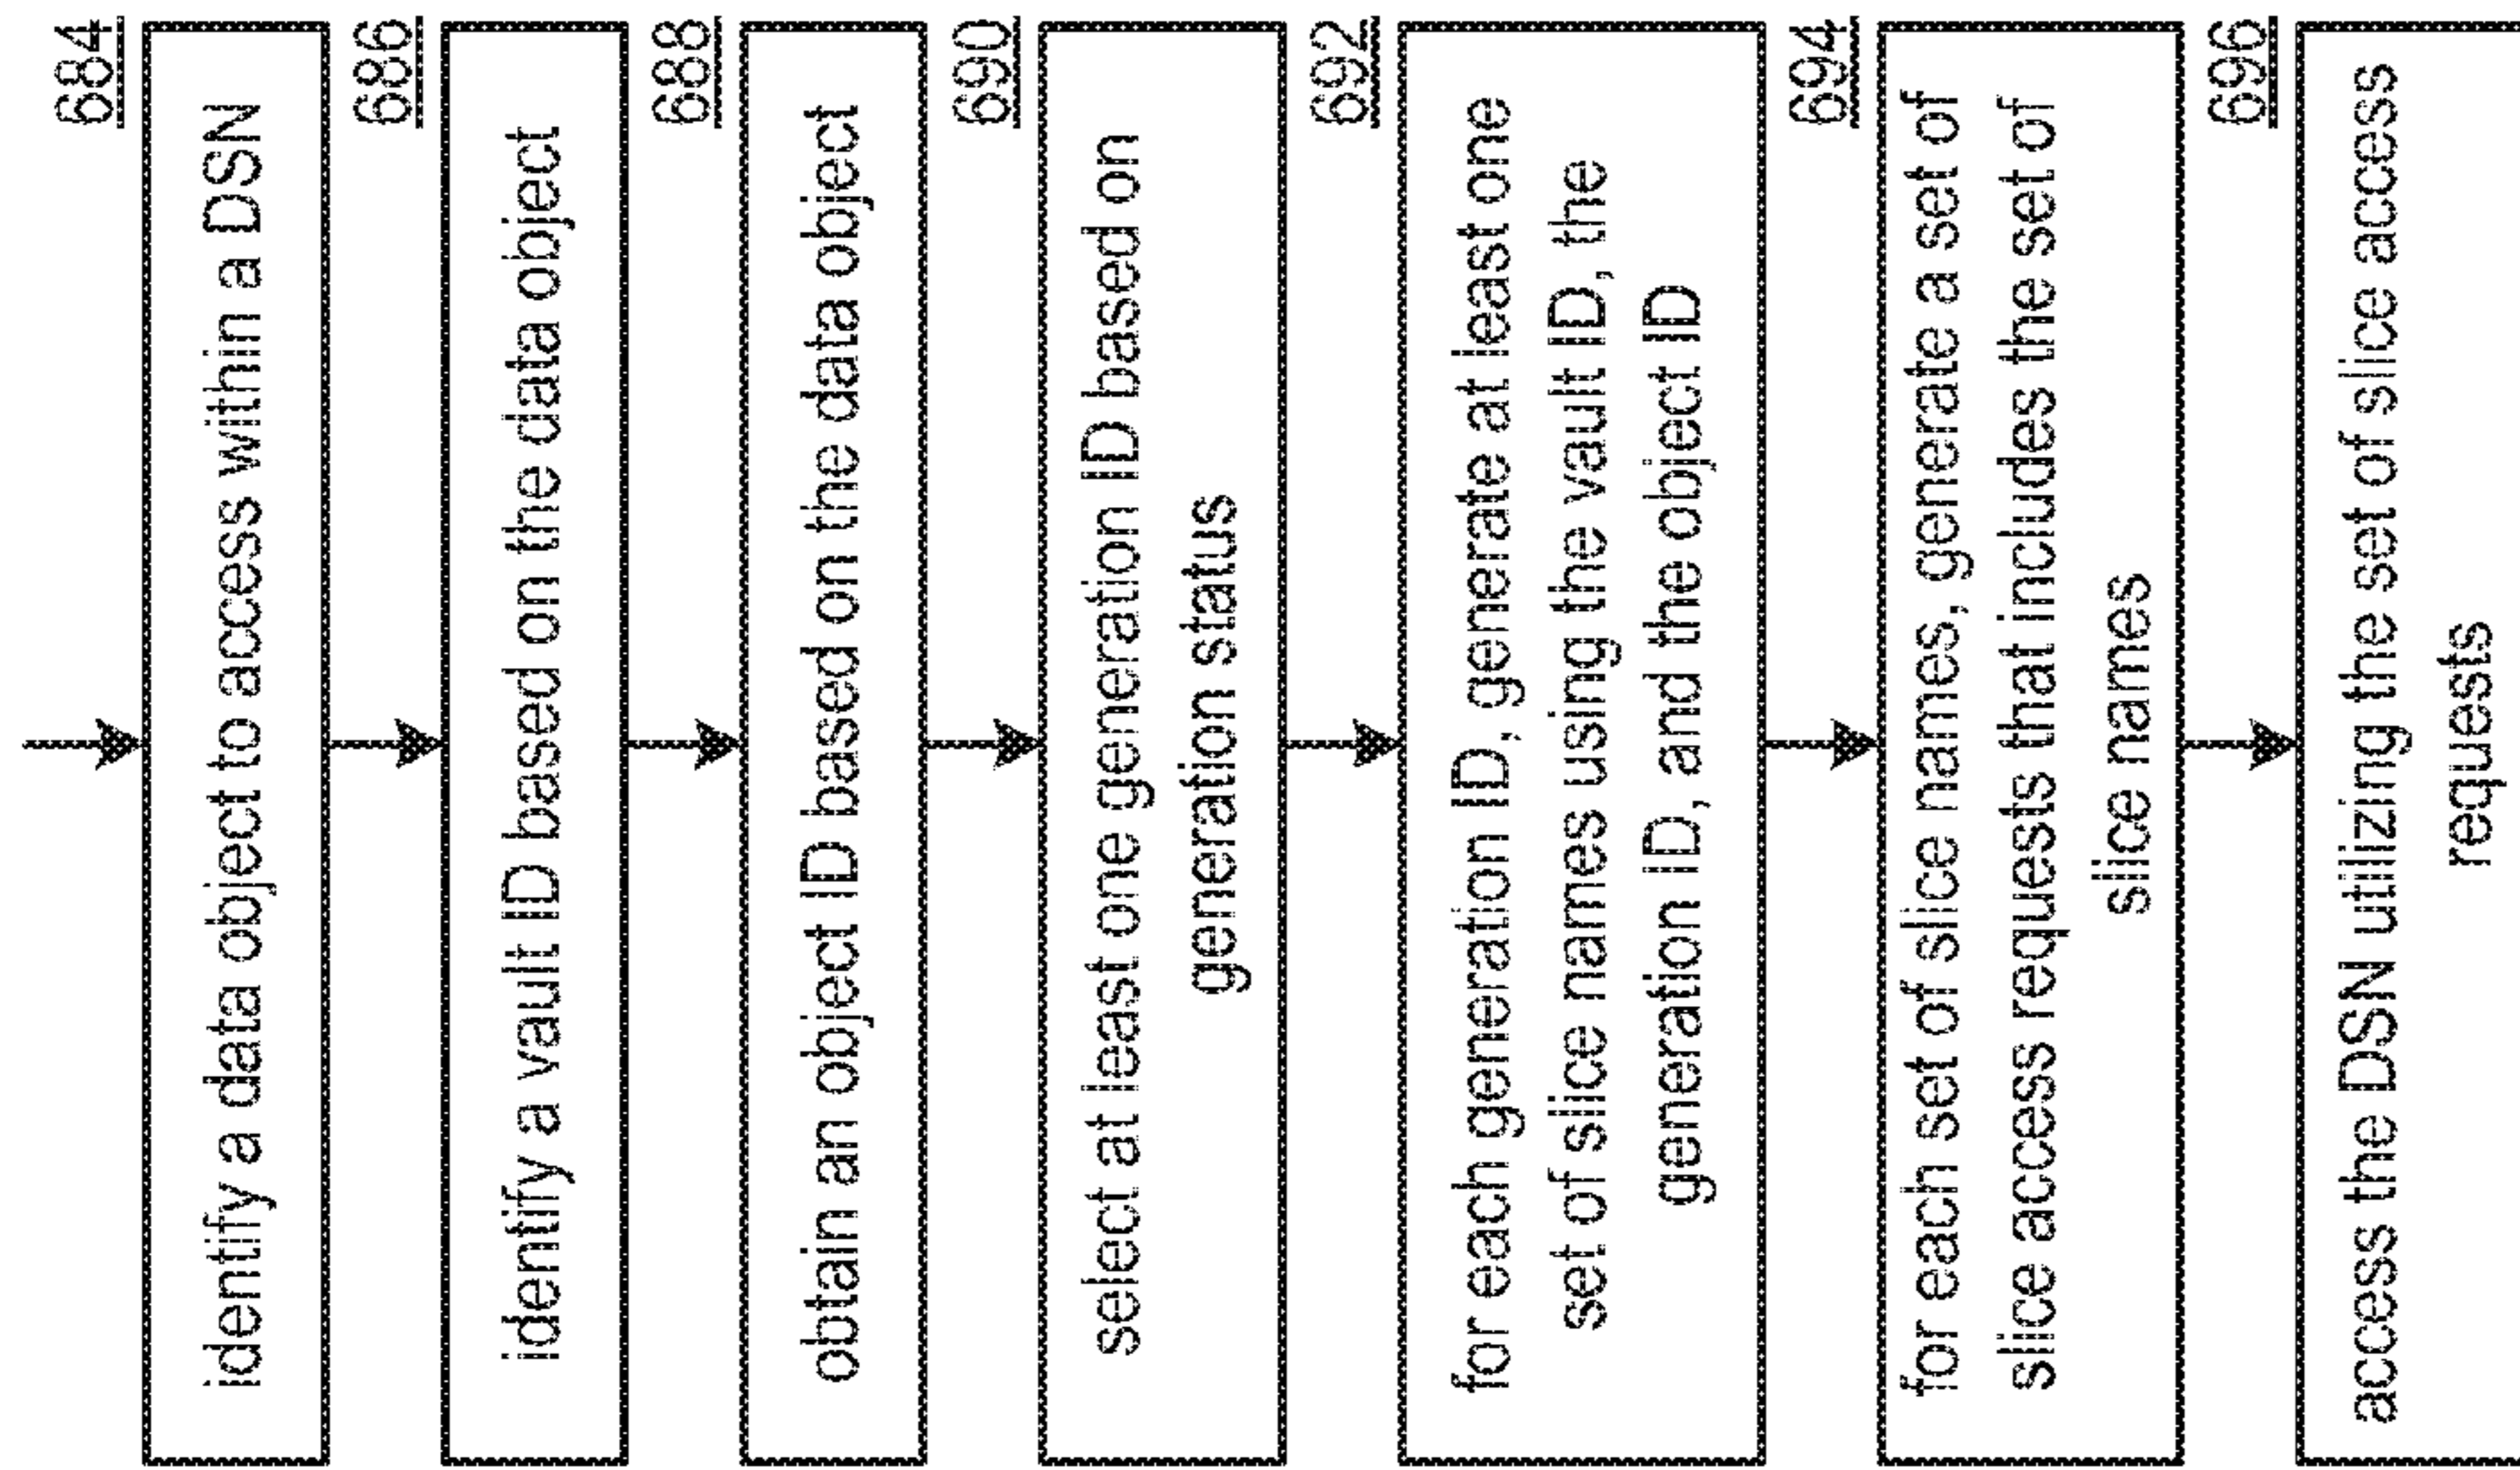 684
identify a data object to access within a DSN
686
identify a vault ID based on the data object
688
obtain an object ID based on the data object
690
select at least one generation ID based on
generation status
692
for each generation ID, generate at least one
set of slice names using the vault ID, the
generation ID, and the object ID
694
for each set of slice names, generate a set of
slice access requests that includes the set of
slice names
696
access the DSN utilizing the set of slice access
requests